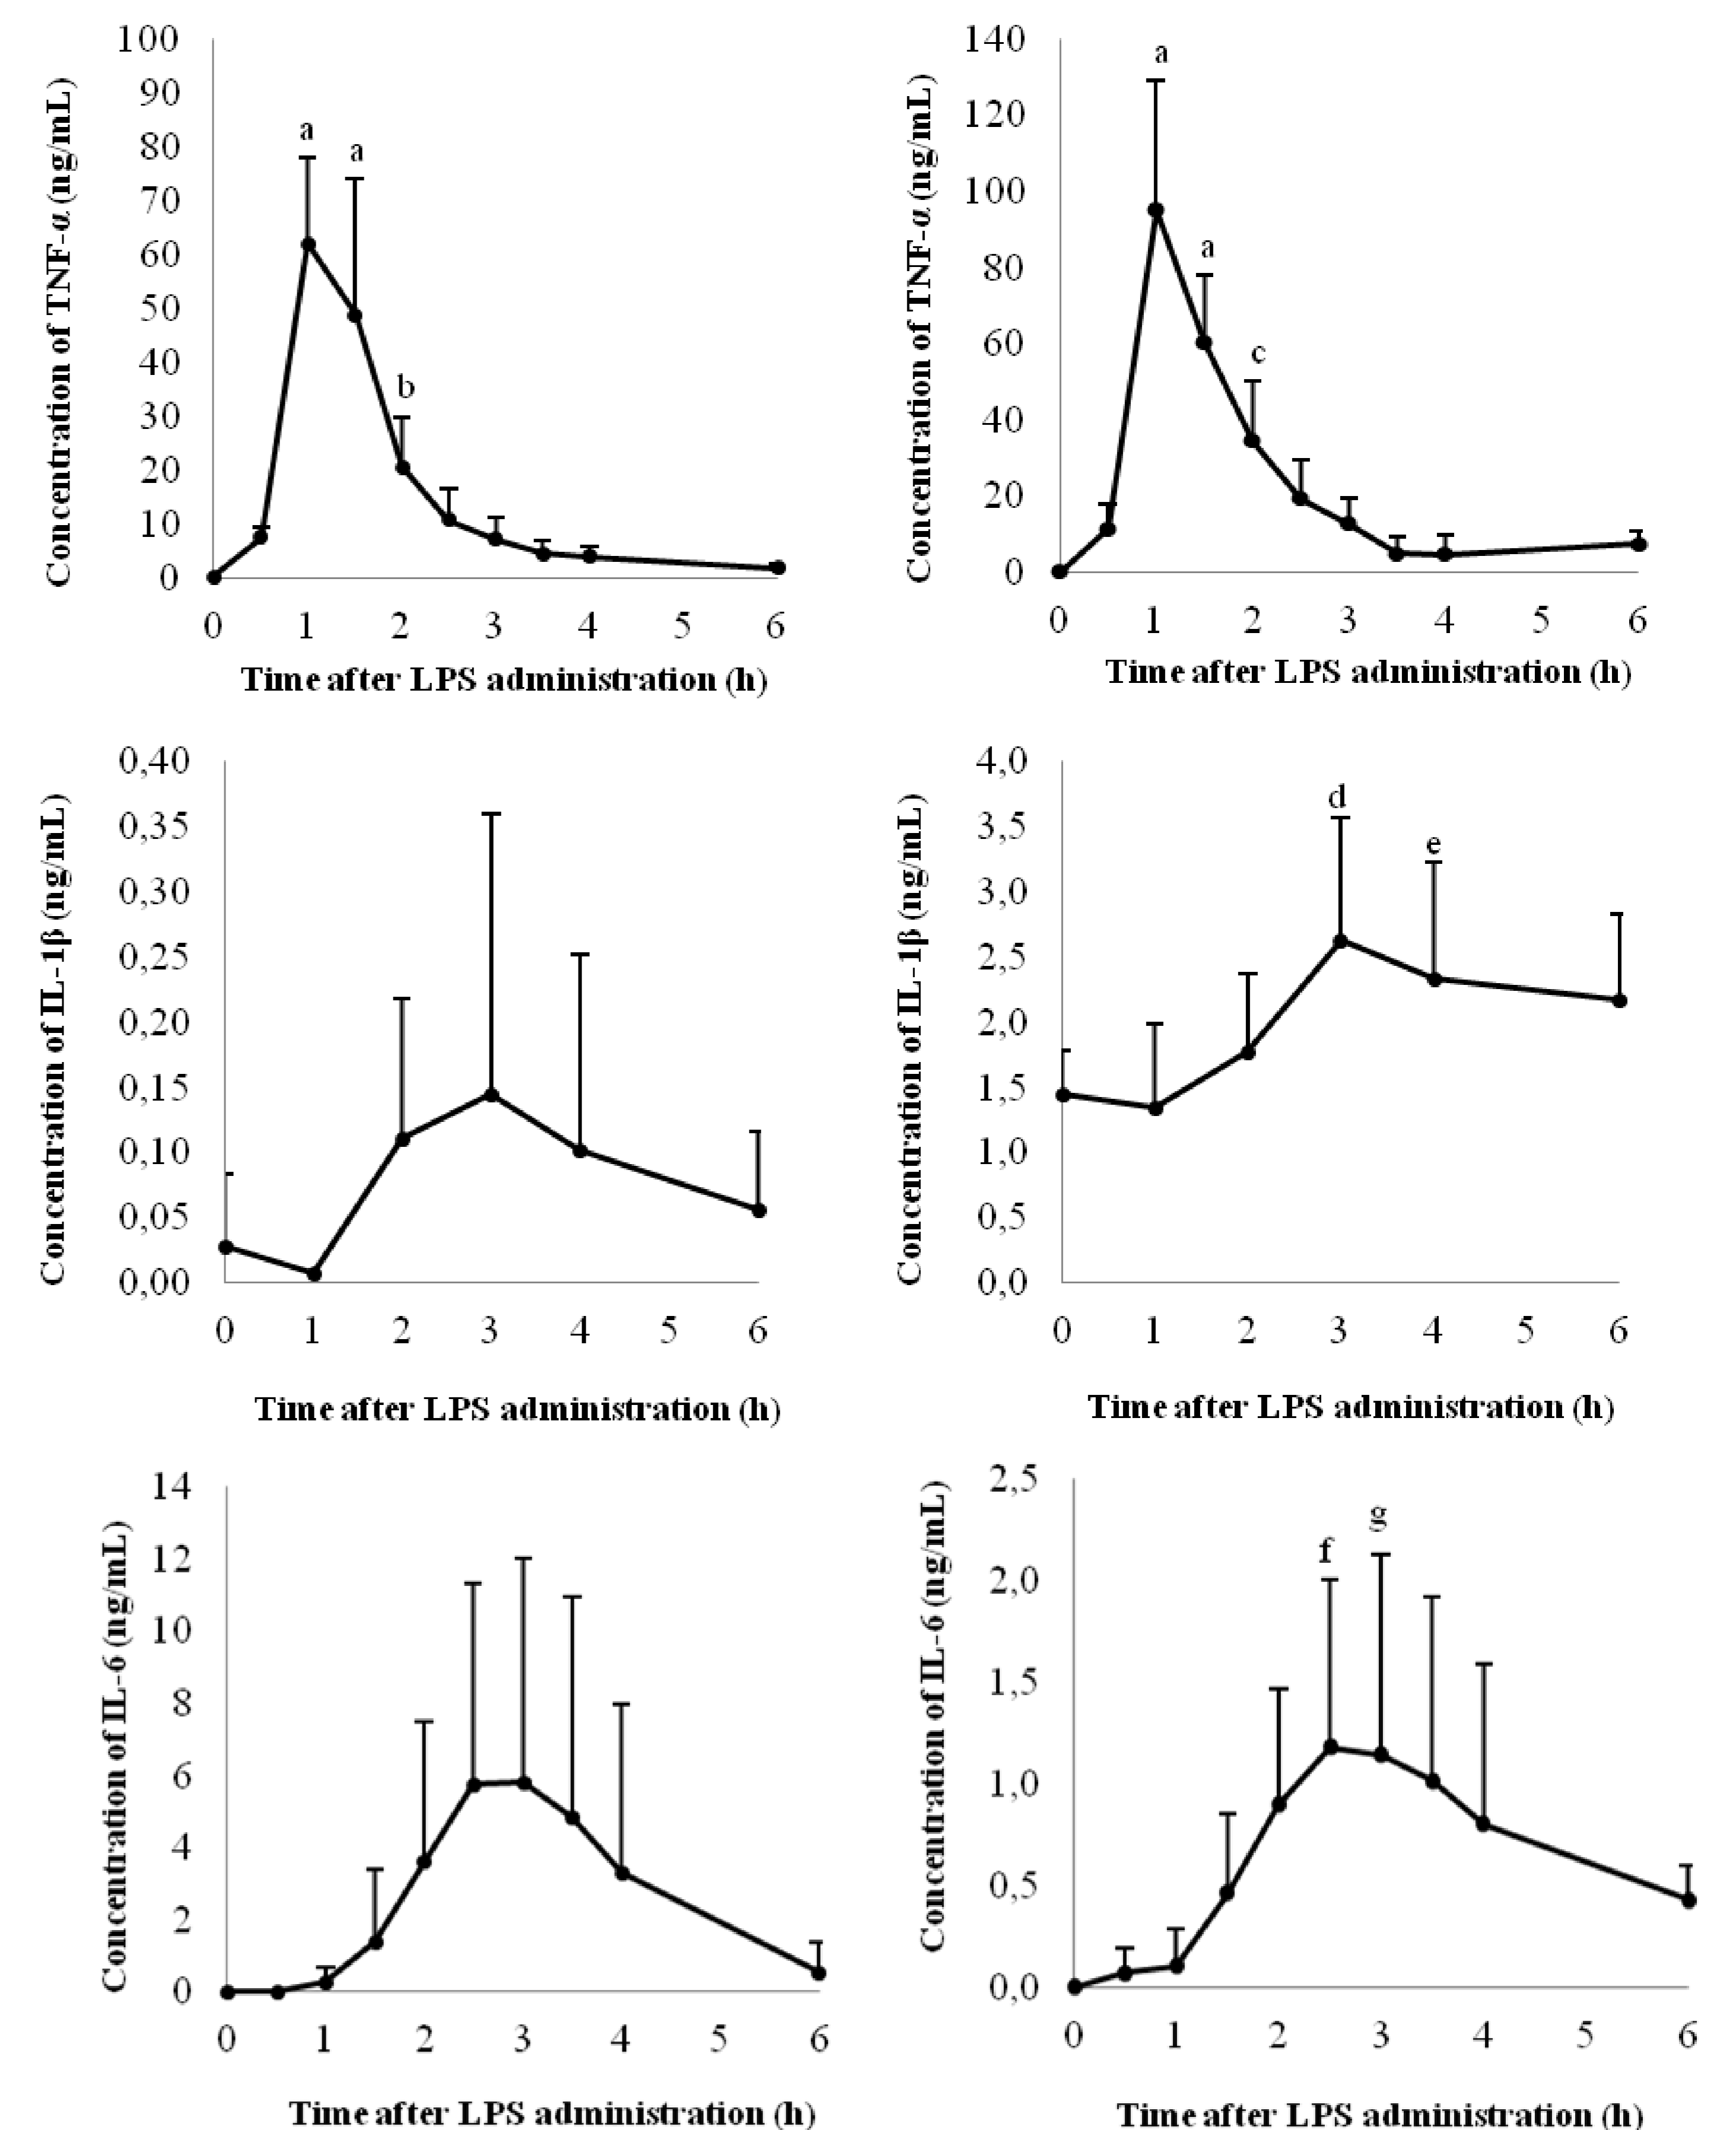 Concentration of TNF-α (ng/mL)
100
90
80
70
60
50
40
30
20
10
0
a
a
b
0 1 2 3 4 5 6
Time after LPS administration (h)
Concentration of TNF-α (ng/mL)
140
120
100
80
60
40
20
0
a
a
c
0 1 2 3 4 5 6
Time after LPS administration (h)
Concentration of IL-1β (ng/mL)
0,40
0,35
0,30
0,25
0,20
0,15
0,10
0,05
0,00
0 1 2 3 4 5 6
Time after LPS administration (h)
Concentration of IL-1β (ng/mL)
4,0
3,5
3,0
2,5
2,0
1,5
1,0
0,5
0,0
d
e
0 1 2 3 4 5 6
Time after LPS administration (h)
Concentration of IL-6 (ng/mL)
14
12
10
8
6
4
2
0
0 1 2 3 4 5 6
Time after LPS administration (h)
Concentration of IL-6 (ng/mL)
2,5
2,0
1,5
1,0
0,5
0,0
f
g
0 1 2 3 4 5 6
Time after LPS administration (h)